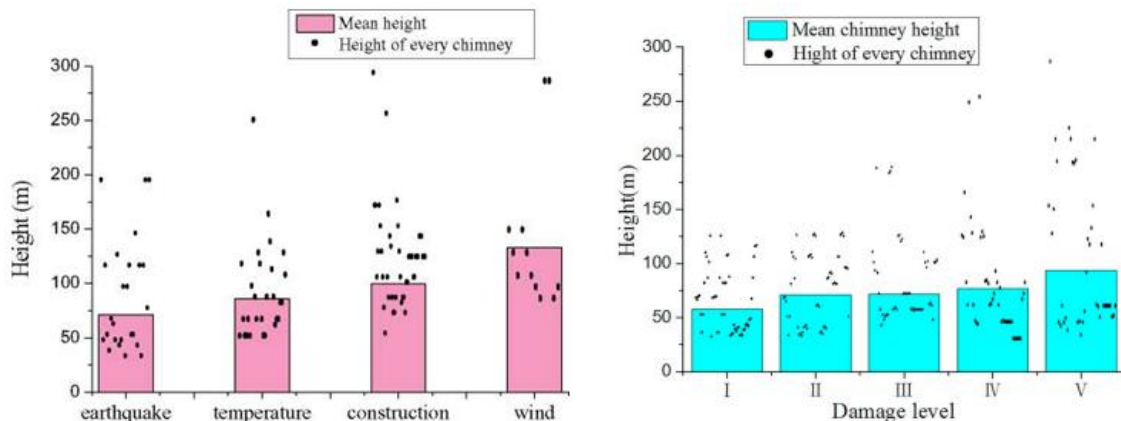 Mean height
Height of every chimney
300
250
200
150
100
50
0
Height (m)
earthquake temperature construction wind
Mean chimney height
Hight of every chimney
300
250
200
150
100
50
0
Height(m)
I II III IV V
Damage level